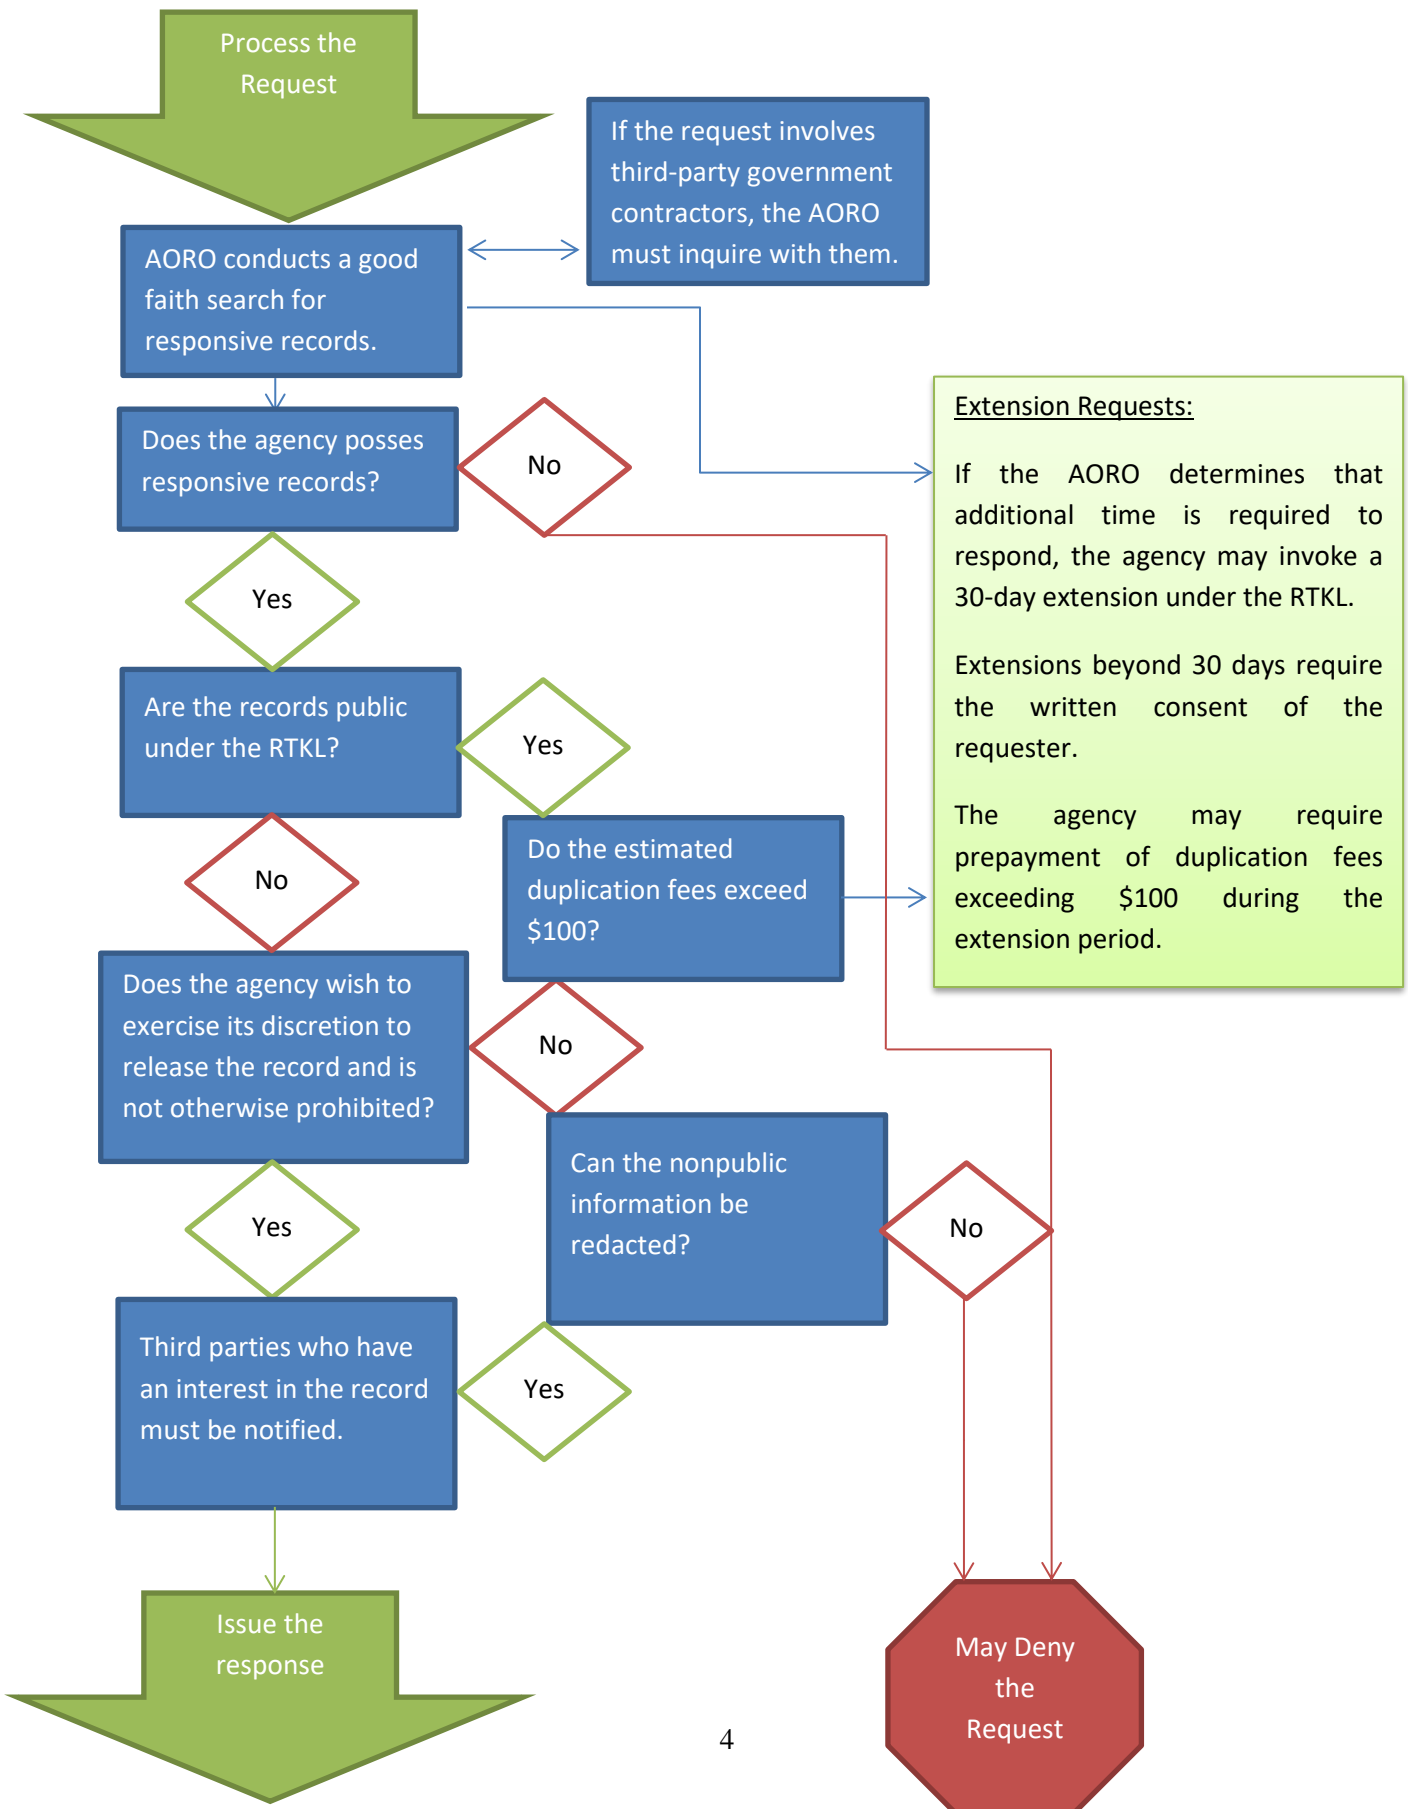 Process the
Request
If the request involves
third-party government
contractors, the AORO
must inquire with them.
AORO conducts a good
faith search for
responsive records.
Does the agency posses
responsive records?
No
Extension Requests:
If the AORO determines that
additional time is required to
respond, the agency may invoke a
30-day extension under the RTKL.
Extensions beyond 30 days require
the written consent of the
requester.
The agency may require
prepayment of duplication fees
exceeding $100 during the
extension period.
Yes
Are the records public
under the RTKL?
Yes
No
Do the estimated
duplication fees exceed
$100?
Does the agency wish to
exercise its discretion to
release the record and is
not otherwise prohibited?
No
Can the nonpublic
information be
redacted?
No
Yes
Third parties who have
an interest in the record
must be notified.
Yes
Issue the
response
May Deny
the
Request
4